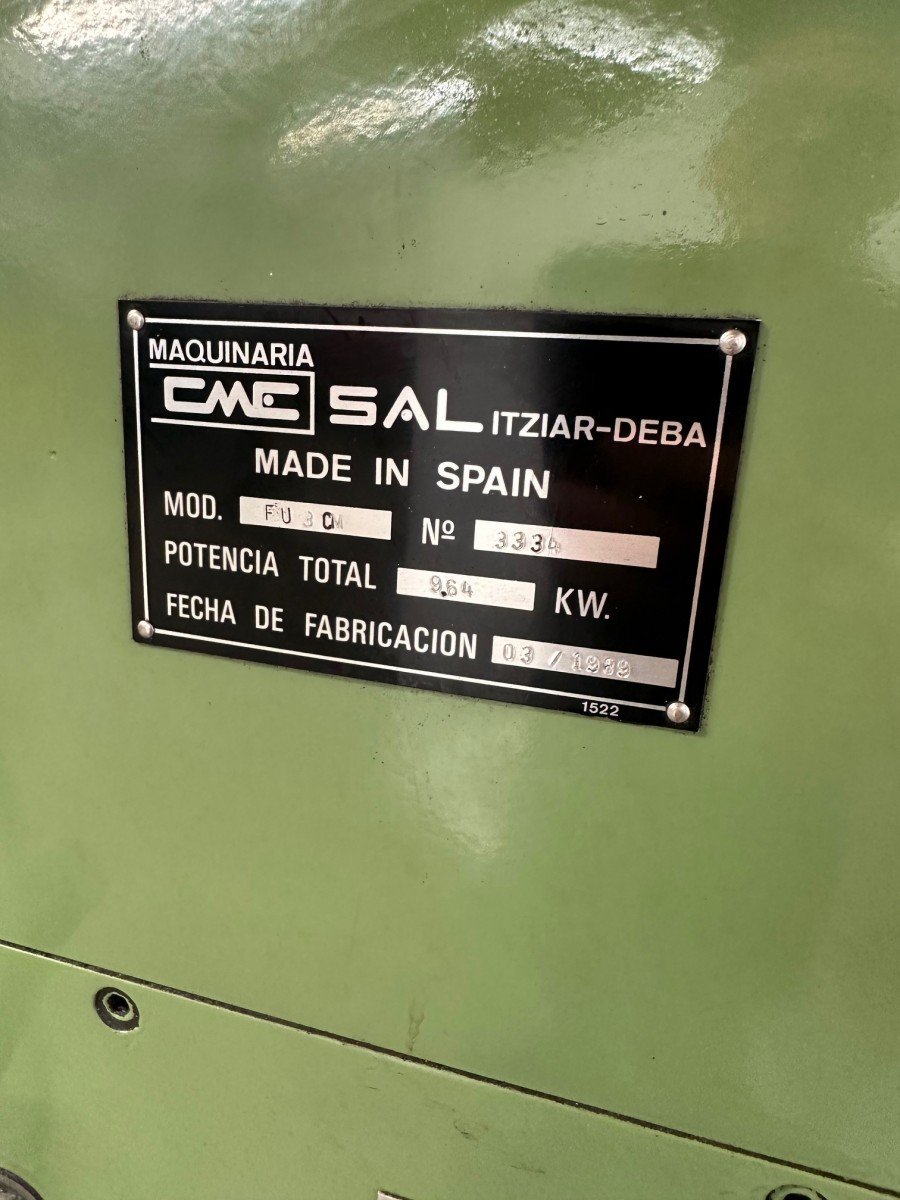 MAQUINARIA
CME SAL ITZIAR-DEBA
MADE IN SPAIN
MOD. FU 3 CM Nº 3334
POTENCIA TOTAL 9.64 KW.
FECHA DE FABRICACION 03 / 1989
1522